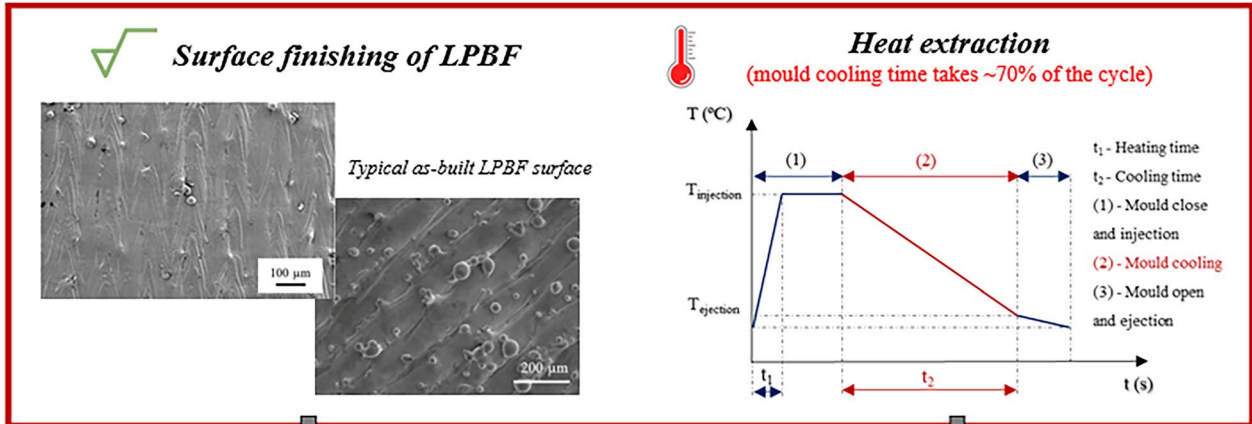 Surface finishing of LPBF
Typical as-built LPBF surface
100 µm
200 µm
Heat extraction
(mould cooling time takes ~70% of the cycle)
T (ºC)
(1)
(2)
(3)
T injection
T ejection
t1
t2
t (s)
t1 - Heating time
t2 - Cooling time
(1) - Mould close
and injection
(2) - Mould cooling
(3) - Mould open
and ejection